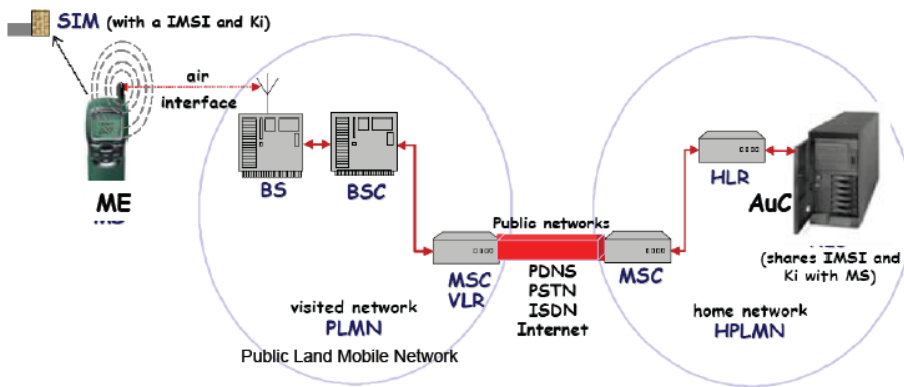 SIM (with a IMSI and Ki)
air
interface
BS
BSC
HLR
ME
AuC
Public networks
(shares IMSI and
Ki with MS)
MSC
VLR
PDNS
PSTN
ISDN
Internet
MSC
visited network
PLMN
home network
HPLMN
Public Land Mobile Network